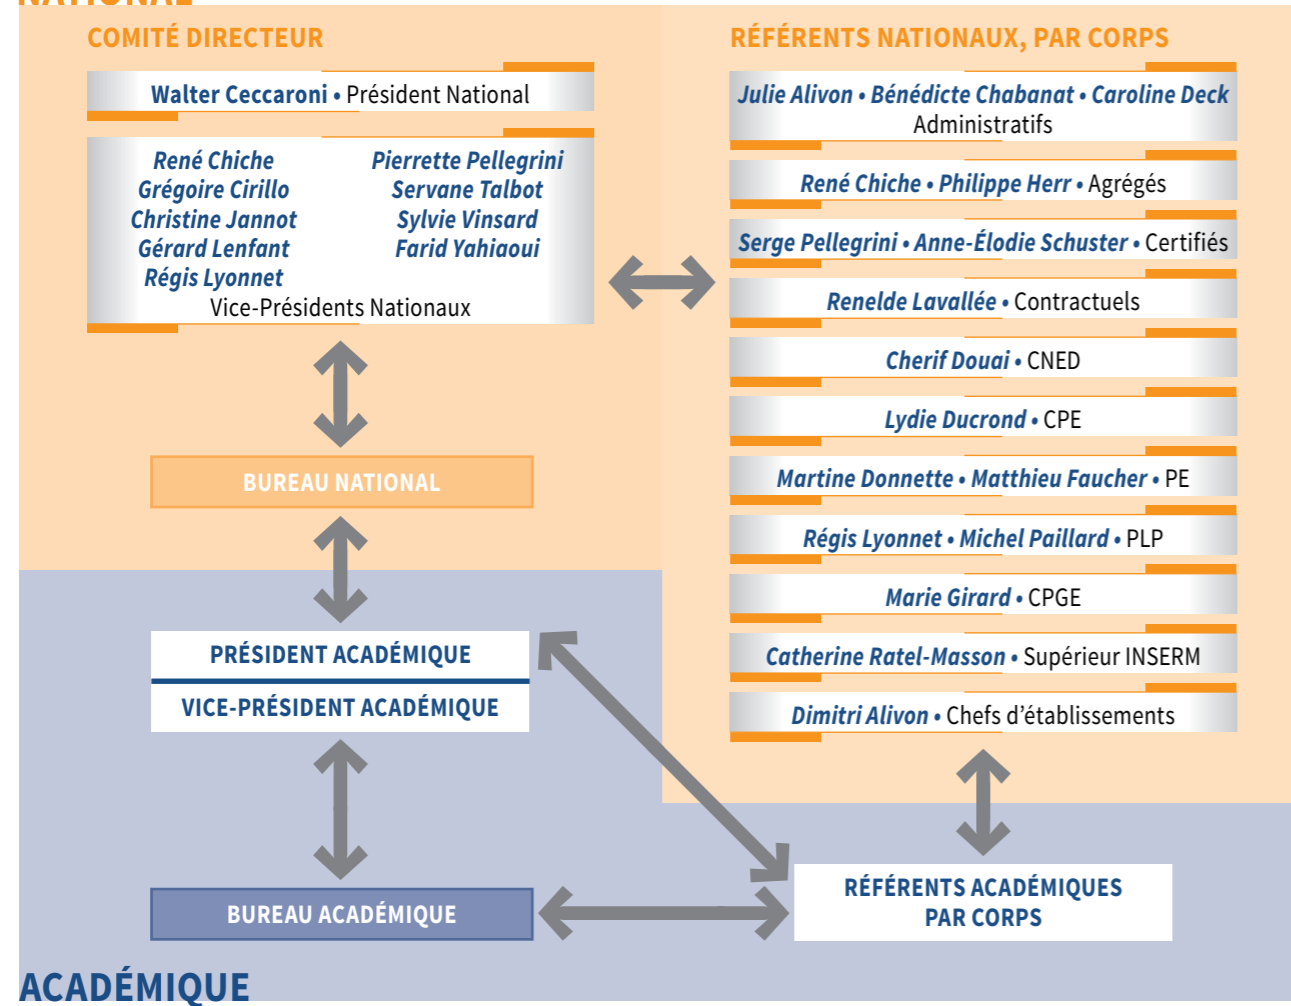 NATIONAL
COMITÉ DIRECTEUR
Walter Ceccaroni • Président National
René Chiche
Grégoire Cirillo
Christine Jannot
Gérard Lenfant
Régis Lyonnet
Pierrette Pellegrini
Servane Talbot
Sylvie Vinsard
Farid Yahiaoui
Vice-Présidents Nationaux
BUREAU NATIONAL
RÉFÉRENTS NATIONAUX, PAR CORPS
Julie Alivon • Bénédicte Chabanat • Caroline Deck
Administratifs
René Chiche • Philippe Herr • Agrégés
Serge Pellegrini • Anne-Élodie Schuster • Certifiés
Renelde Lavallée • Contractuels
Cherif Douai • CNED
Lydie Ducrond • CPE
Martine Donnette • Matthieu Faucher • PE
Régis Lyonnet • Michel Paillard • PLP
Marie Girard • CPGE
Catherine Ratel-Masson • Supérieur INSERM
Dimitri Alivon • Chefs d’établissements
PRÉSIDENT ACADÉMIQUE
VICE-PRÉSIDENT ACADÉMIQUE
BUREAU ACADÉMIQUE
RÉFÉRENTS ACADÉMIQUES
PAR CORPS
ACADÉMIQUE